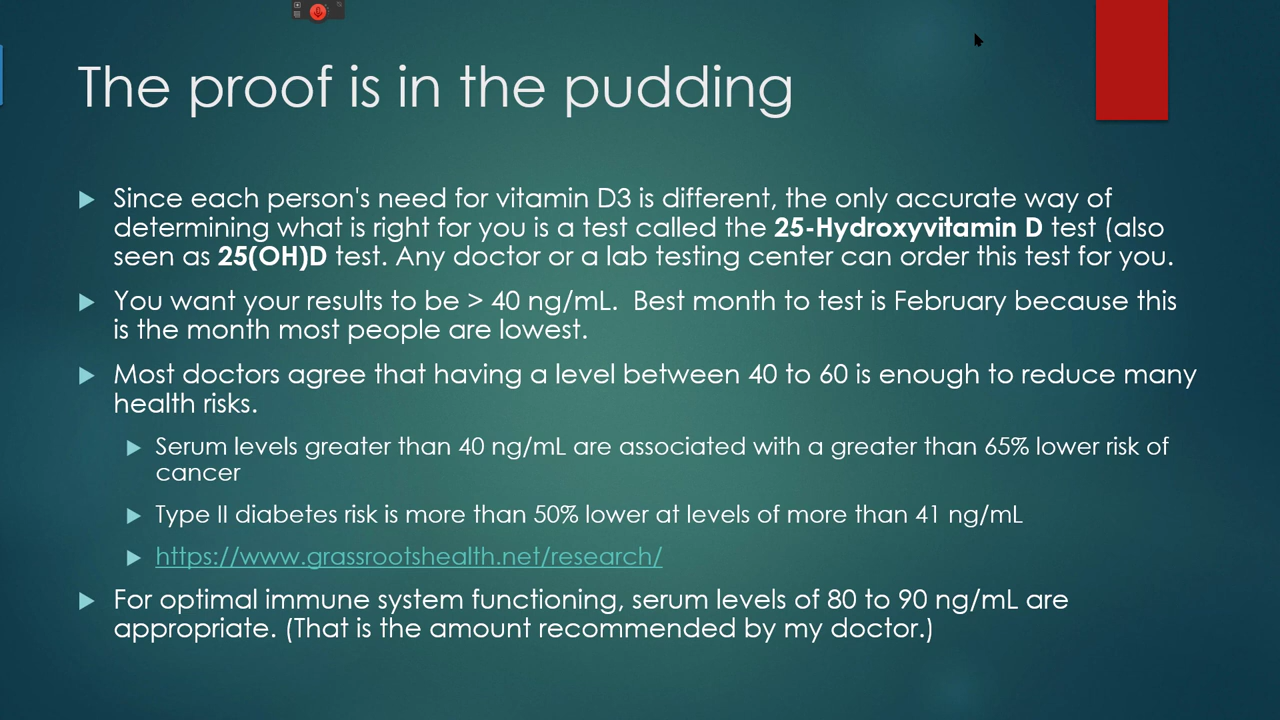 The proof is in the pudding
Since each person's need for vitamin D3 is different, the only accurate way of
determining what is right for you is a test called the 25-Hydroxyvitamin D test (also
seen as 25(OH)D test. Any doctor or a lab testing center can order this test for you.
You want your results to be > 40 ng/mL.  Best month to test is February because this
is the month most people are lowest.
Most doctors agree that having a level between 40 to 60 is enough to reduce many
health risks.
Serum levels greater than 40 ng/mL are associated with a greater than 65% lower risk of
cancer
Type II diabetes risk is more than 50% lower at levels of more than 41 ng/mL
https://www.grassrootshealth.net/research/
For optimal immune system functioning, serum levels of 80 to 90 ng/mL are
appropriate. (That is the amount recommended by my doctor.)